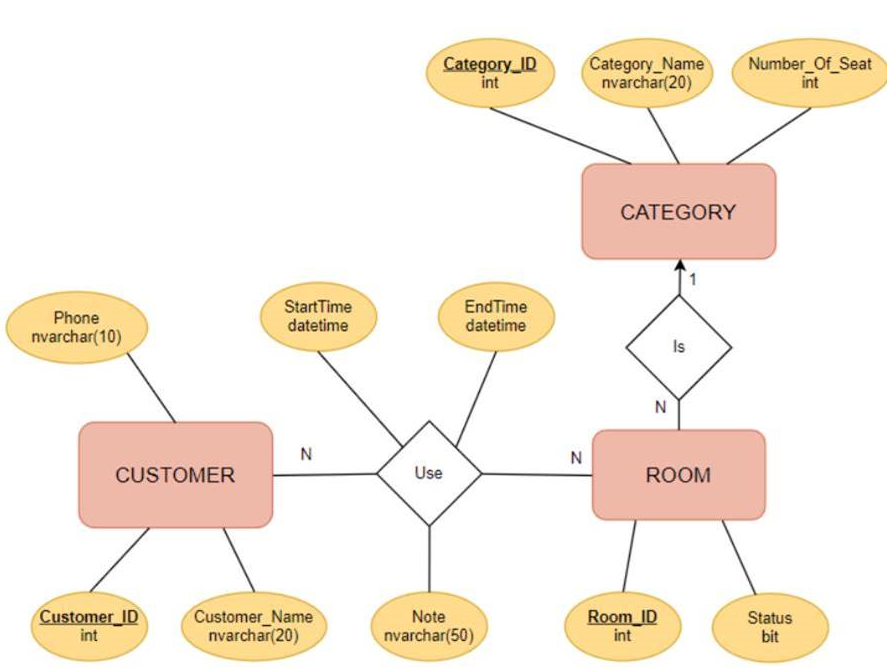 Category_ID
int
Category_Name
nvarchar(20)
Number_Of_Seat
int
CATEGORY
1
Is
N
Phone
nvarchar(10)
StartTime
datetime
EndTime
datetime
CUSTOMER
N
Use
N
ROOM
Customer_ID
int
Customer_Name
nvarchar(20)
Note
nvarchar(50)
Room_ID
int
Status
bit